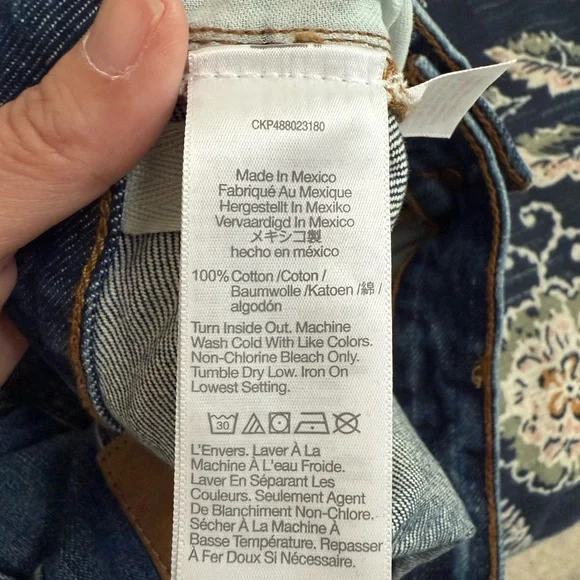 CKP488023180
Made In Mexico
Fabriqué Au Mexique
Hergestellt In Mexiko
Vervaardigd In Mexico
メキシコ製
hecho en méxico
100% Cotton /Coton /
Baumwolle /Katoen /綿 /
algodón
Turn Inside Out. Machine
Wash Cold With Like Colors.
Non-Chlorine Bleach Only.
Tumble Dry Low. Iron On
Lowest Setting.
30
L'Envers. Laver À La
Machine À L'eau Froide.
Laver En Séparant Les
Couleurs. Seulement Agent
De Blanchiment Non-Chlore.
Sécher À La Machine À
Basse Température. Repasser
À Fer Doux Si Nécessaire.